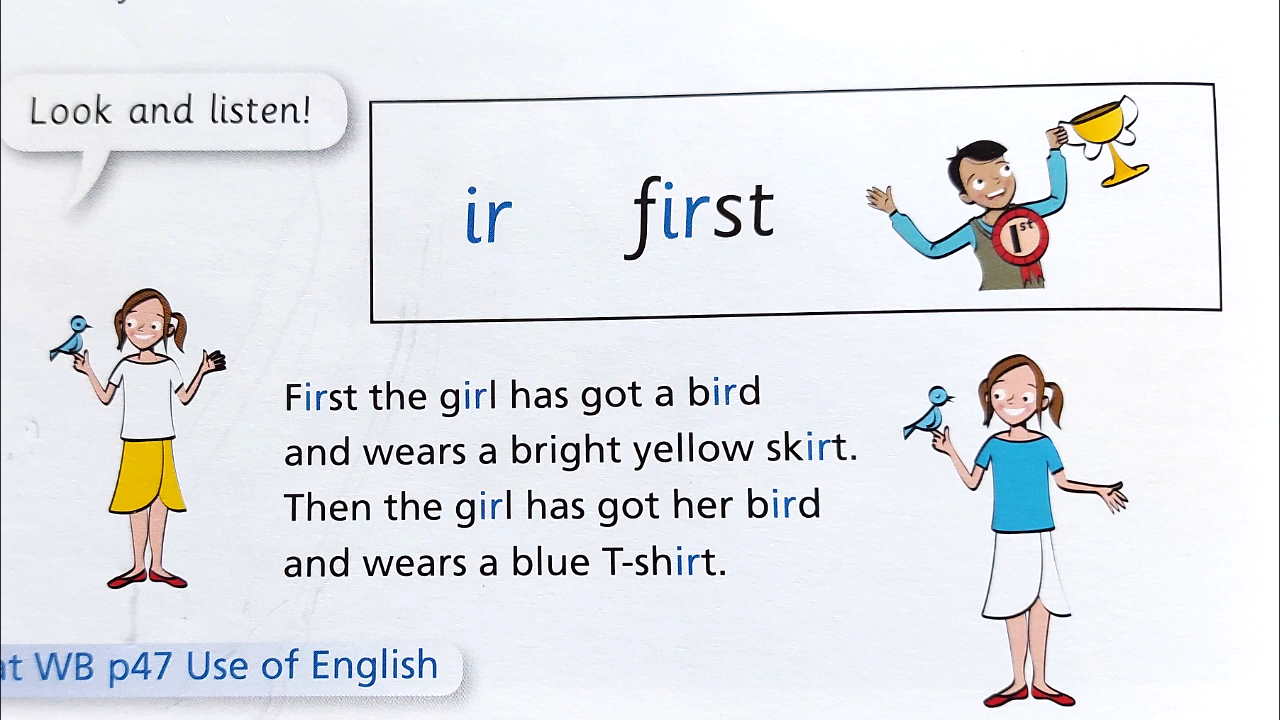 Look and listen!
ir first
1st
First the girl has got a bird
and wears a bright yellow skirt.
Then the girl has got her bird
and wears a blue T-shirt.
at WB p47 Use of English